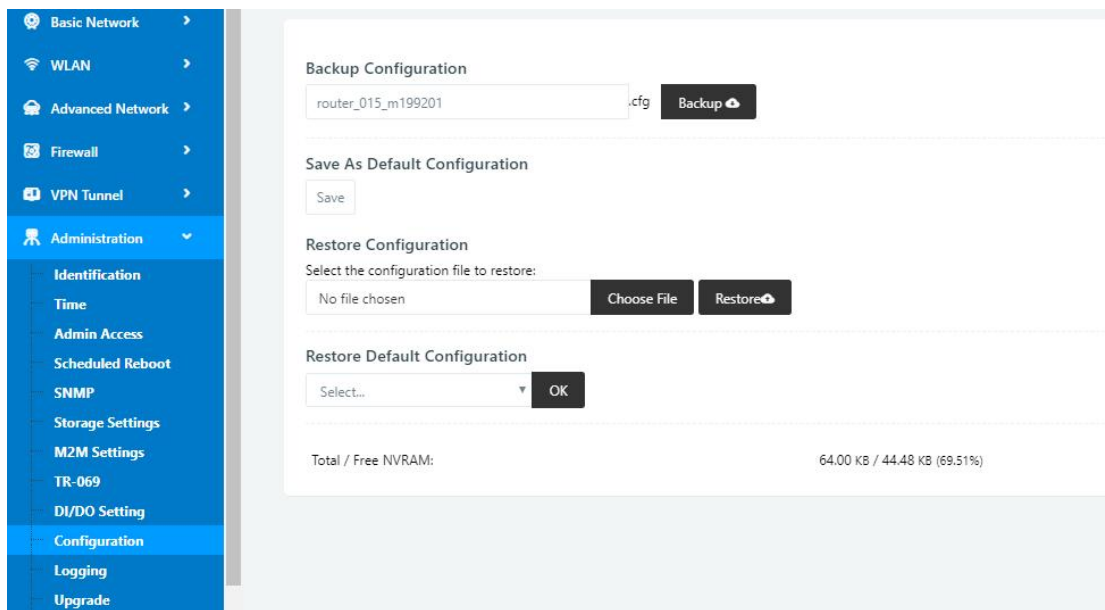 Basic Network
WLAN
Advanced Network
Firewall
VPN Tunnel
Administration
Identification
Time
Admin Access
Scheduled Reboot
SNMP
Storage Settings
M2M Settings
TR-069
DI/DO Setting
Configuration
Logging
Upgrade
Backup Configuration
router_015_m199201 .cfg Backup
Save As Default Configuration
Save
Restore Configuration
Select the configuration file to restore:
No file chosen Choose File Restore
Restore Default Configuration
Select... OK
Total / Free NVRAM: 64.00 KB / 44.48 KB (69.51%)